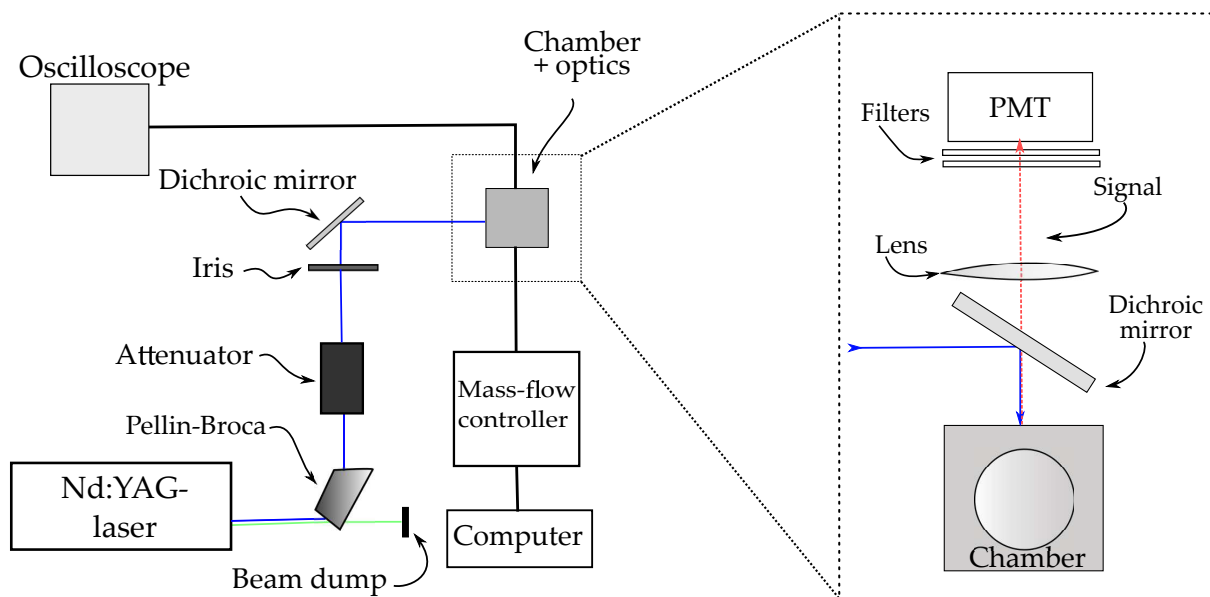 Oscilloscope
Chamber
+ optics
Dichroic mirror
Iris
Attenuator
Pellin-Broca
Nd:YAG-
laser
Beam dump
Mass-flow
controller
Computer
PMT
Filters
Signal
Lens
Dichroic
mirror
Chamber